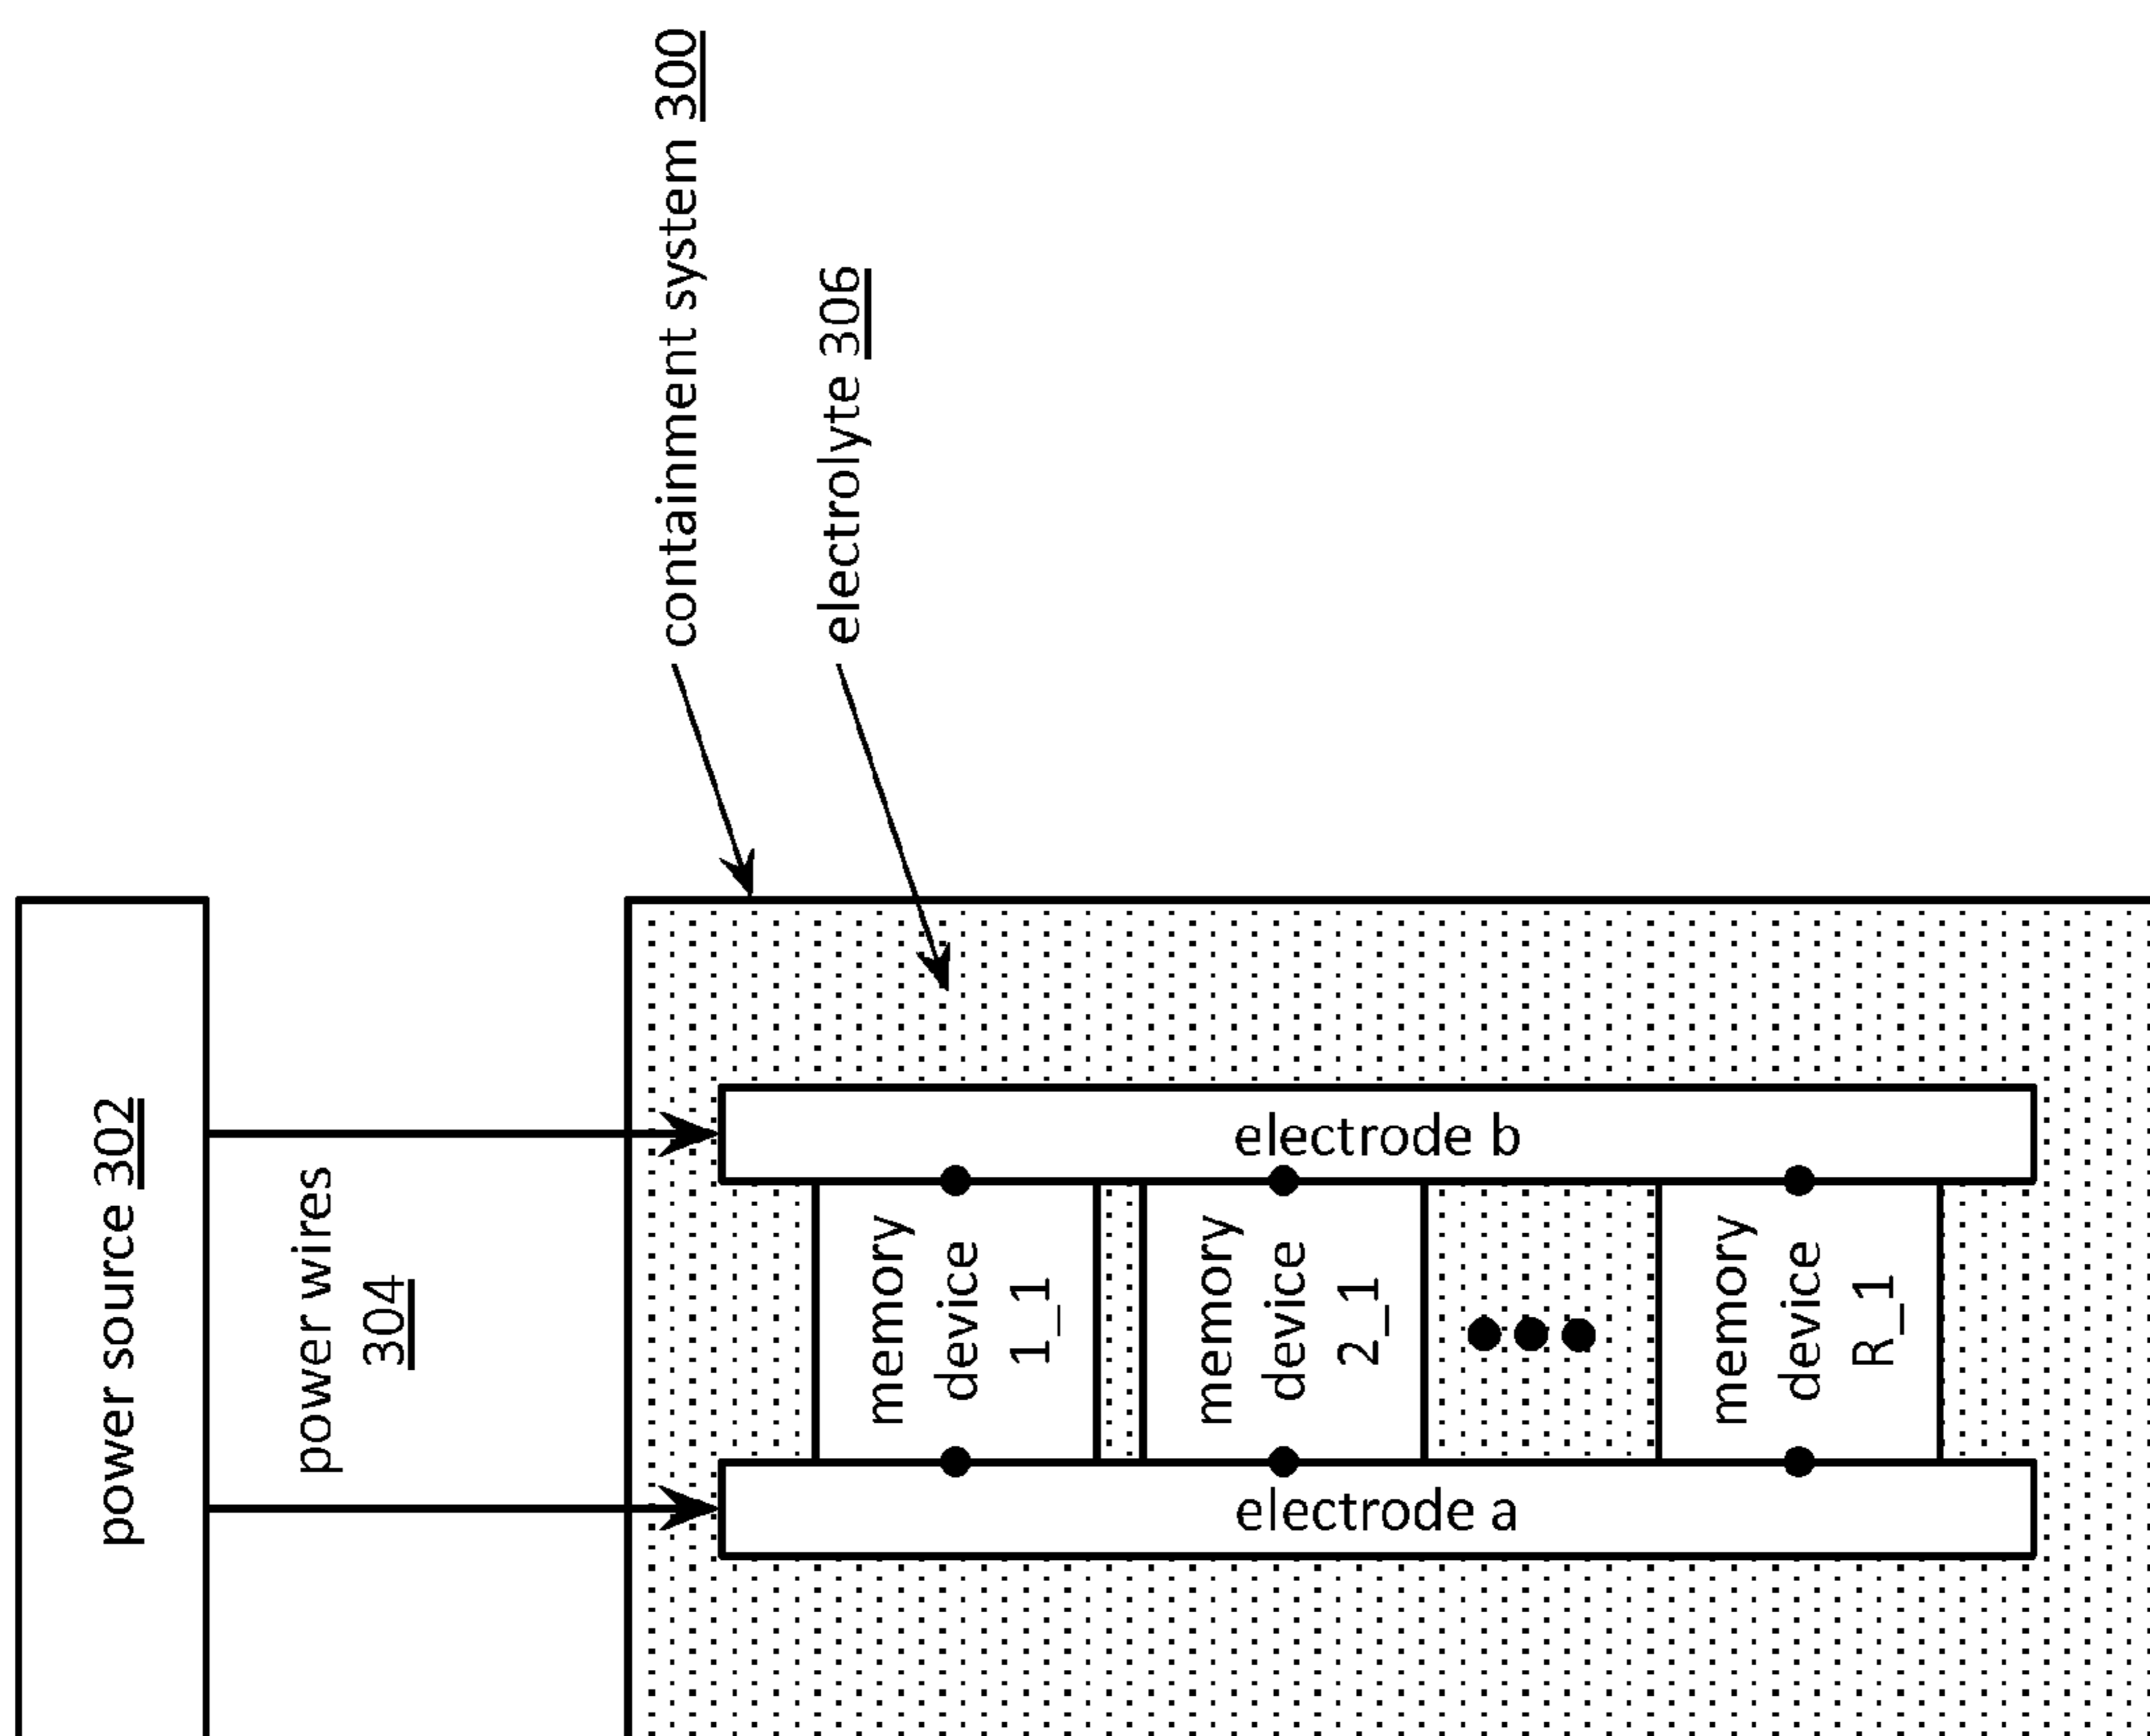 containment system 300
electrolyte 306
power source 302
power wires
304
electrode b
memory
device
1_1
memory
device
2_1
memory
device
R_1
electrode a